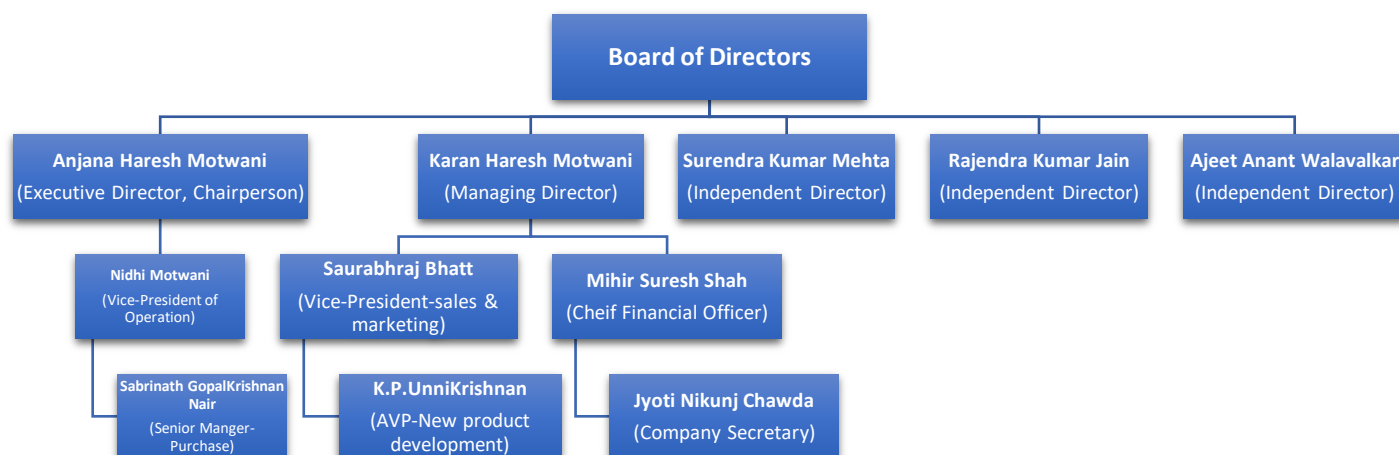 Board of Directors
Anjana Haresh Motwani
(Executive Director, Chairperson)
Karan Haresh Motwani
(Managing Director)
Surendra Kumar Mehta
(Independent Director)
Rajendra Kumar Jain
(Independent Director)
Ajeet Anant Walavalkar
(Independent Director)
Nidhi Motwani
(Vice-President of
Operation)
Saurabhraj Bhatt
(Vice-President-sales &
marketing)
Mihir Suresh Shah
(Cheif Financial Officer)
Sabrinath GopalKrishnan
Nair
(Senior Manger-
Purchase)
K.P.UnniKrishnan
(AVP-New product
development)
Jyoti Nikunj Chawda
(Company Secretary)